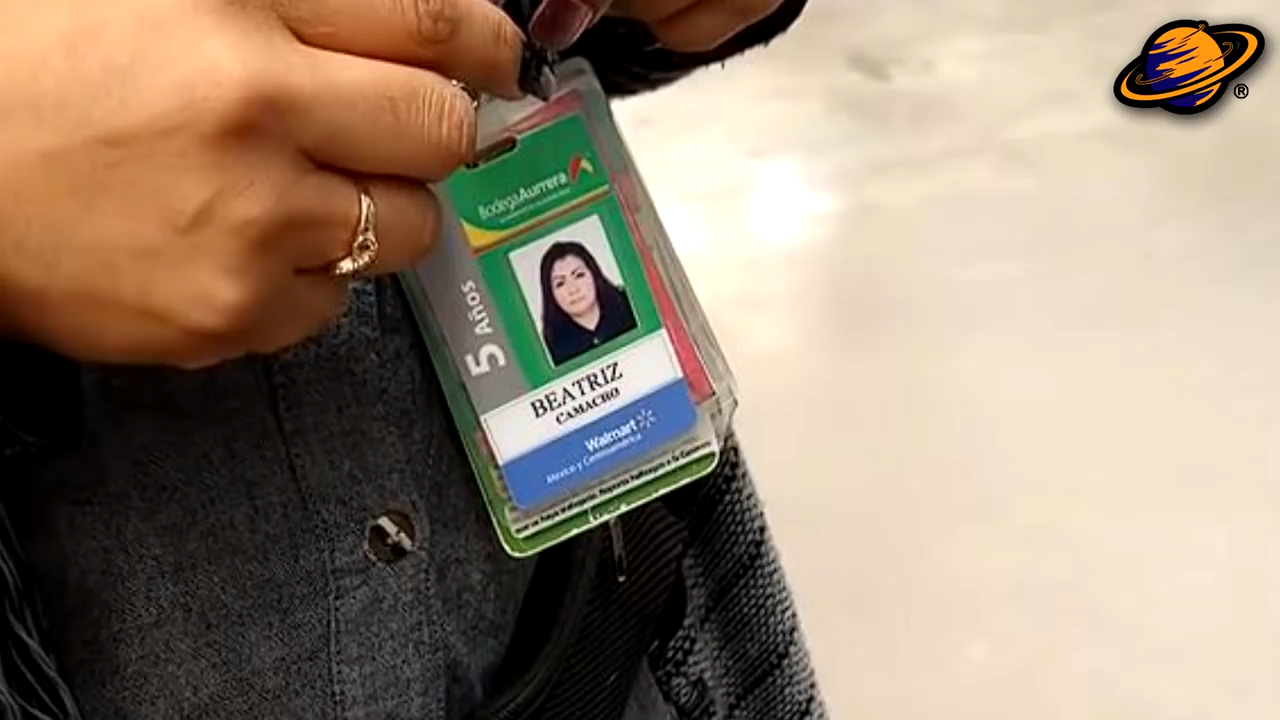 BodegaAurrera
5 Años
BEATRIZ
CAMACHO
Walmart
México y Centroamérica
®